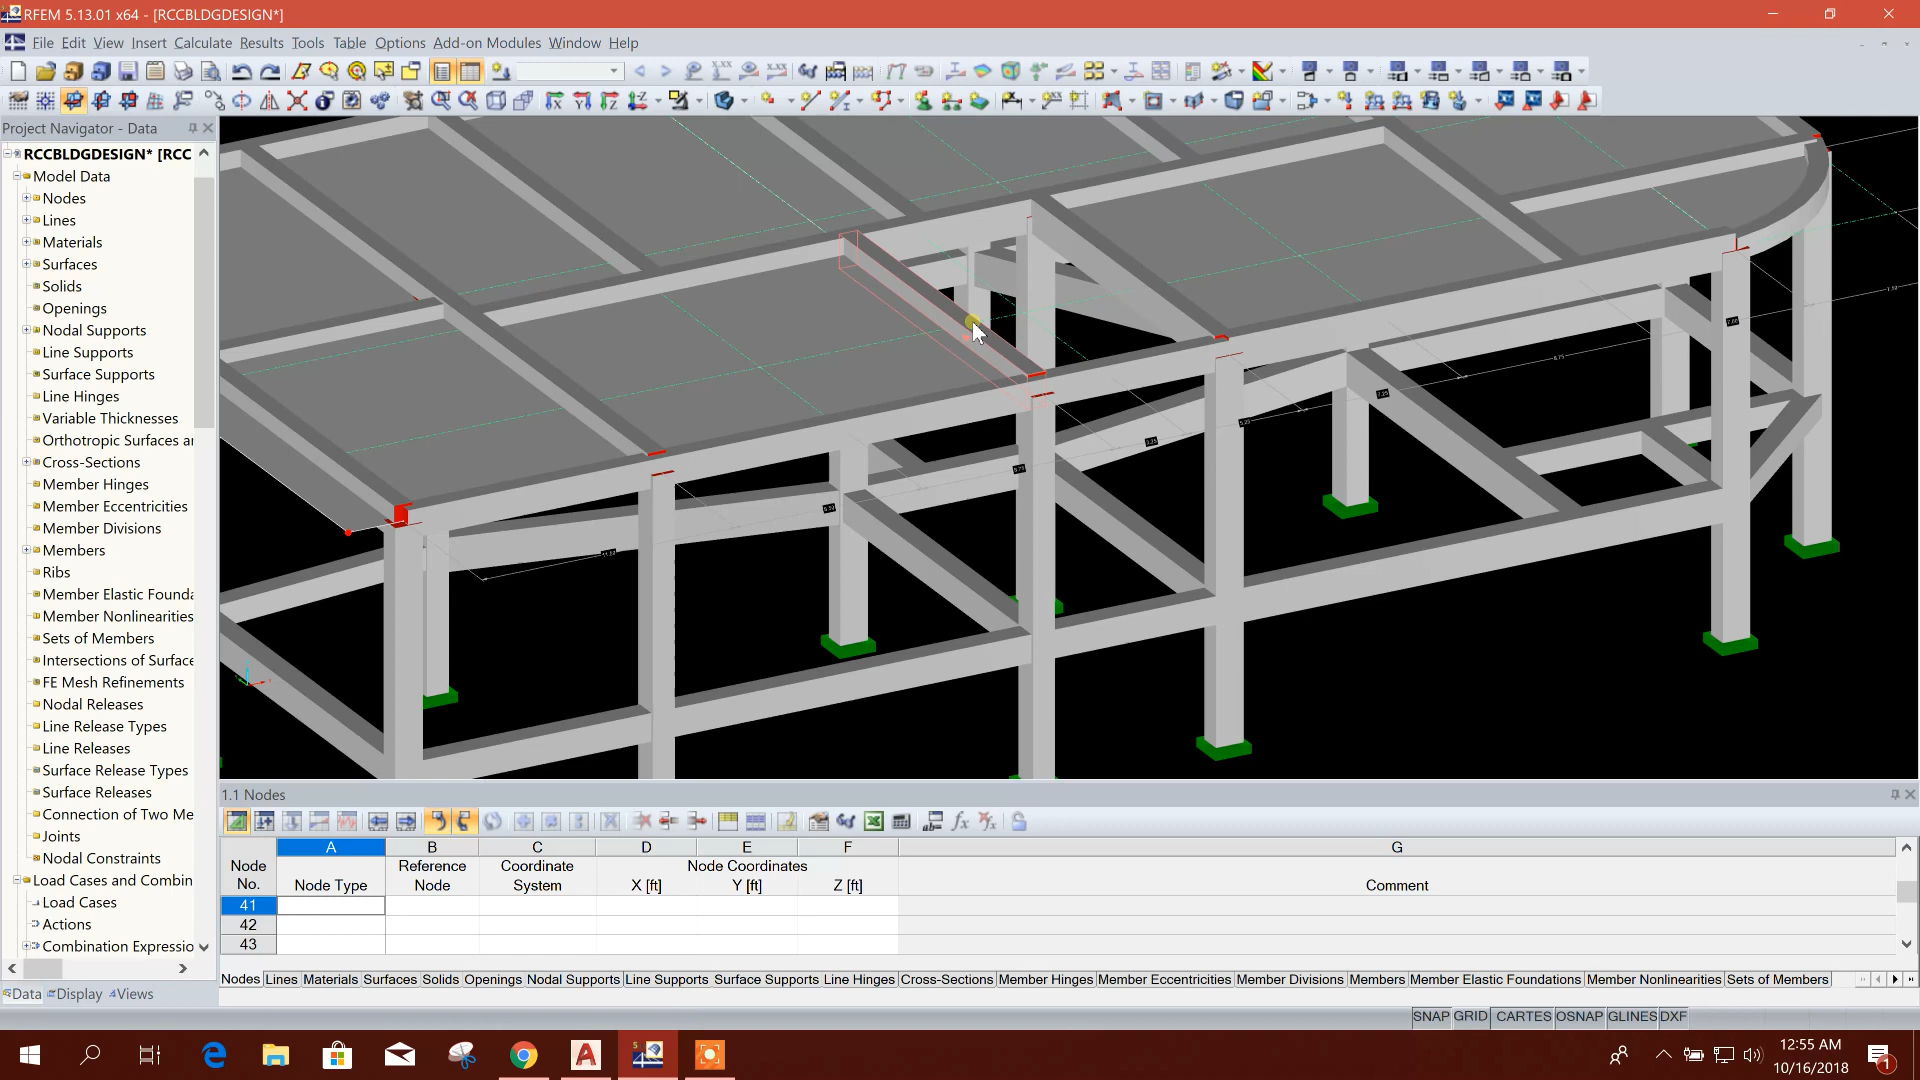 RFEM 5.13.01 x64 - [RCCBLDGDESIGN*]
File Edit View Insert Calculate Results Tools Table Options Add-on Modules Window Help
Project Navigator - Data
RCCBLDGDESIGN* [RCC
Model Data
Nodes
Lines
Materials
Surfaces
Solids
Openings
Nodal Supports
Line Supports
Surface Supports
Line Hinges
Variable Thicknesses
Orthotropic Surfaces ar
Cross-Sections
Member Hinges
Member Eccentricities
Member Divisions
Members
Ribs
Member Elastic Founda
Member Nonlinearities
Sets of Members
Intersections of Surface
FE Mesh Refinements
Nodal Releases
Line Release Types
Line Releases
Surface Release Types
Surface Releases
Connection of Two Me
Joints
Nodal Constraints
Load Cases and Combin
Load Cases
Actions
Combination Expressio
Data Display Views
1.1 Nodes
A B C D E F G
Node No. Node Type Reference Node Coordinate System Node Coordinates X [ft] Y [ft] Z [ft] Comment
41
42
43
Nodes Lines Materials Surfaces Solids Openings Nodal Supports Line Supports Surface Supports Line Hinges Cross-Sections Member Hinges Member Eccentricities Member Divisions Members Member Elastic Foundations Member Nonlinearities Sets of Members
SNAP GRID CARTES OSNAP GLINES DXF
12:55 AM
10/16/2018
1